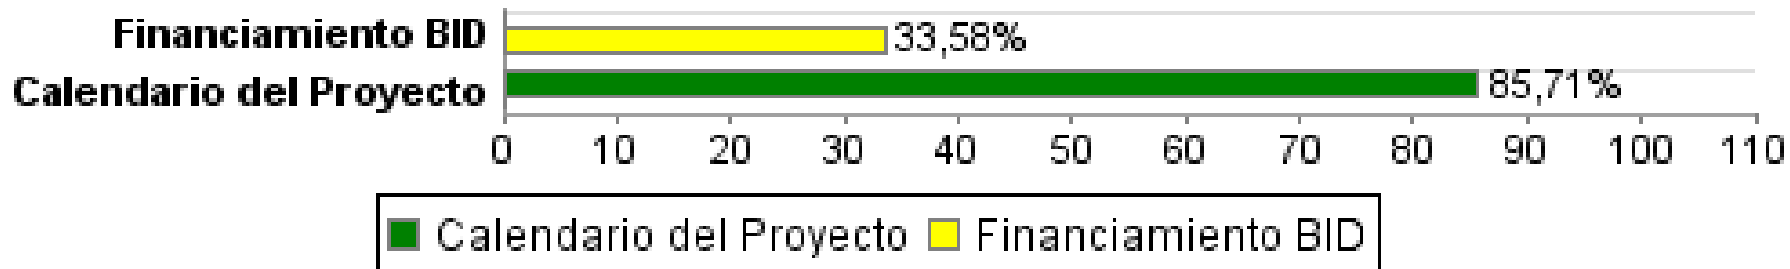 Financiamiento BID 33,58%
Calendario del Proyecto 85,71%
0 10 20 30 40 50 60 70 80 90 100 110
Calendario del Proyecto Financiamiento BID